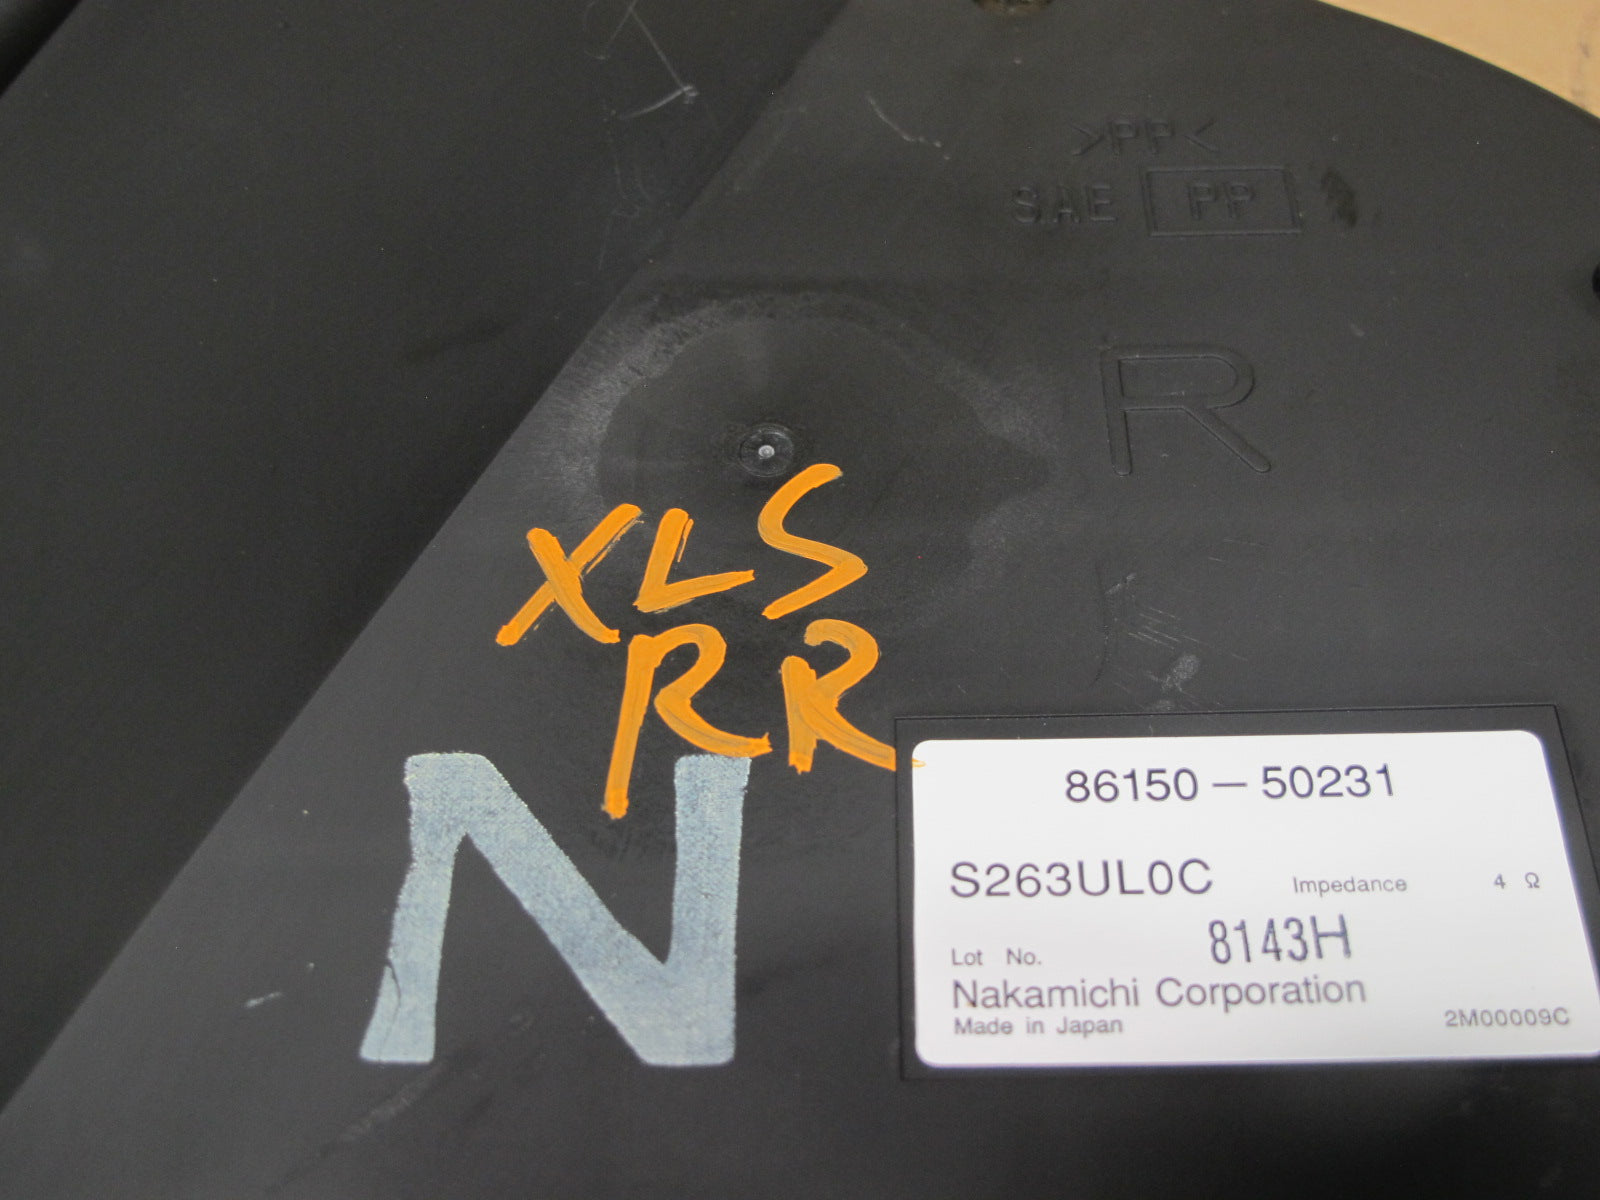 >PP<
SAE PP
R
XLS
RR
N
86150－50231
S263UL0C Impedance 4 Ω
Lot No. 8143H
Nakamichi Corporation
Made in Japan 2M00009C